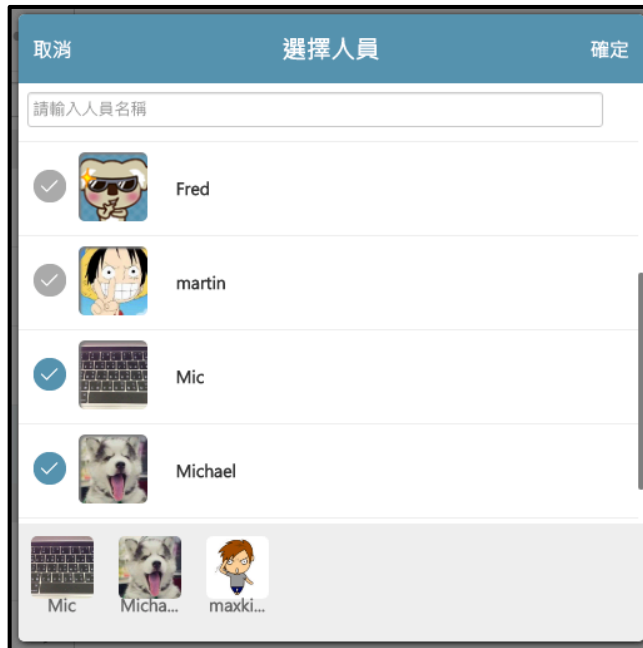 取消 選擇人員 確定
請輸入人員名稱
Fred
martin
Mic
Michael
Mic Micha... maxki...